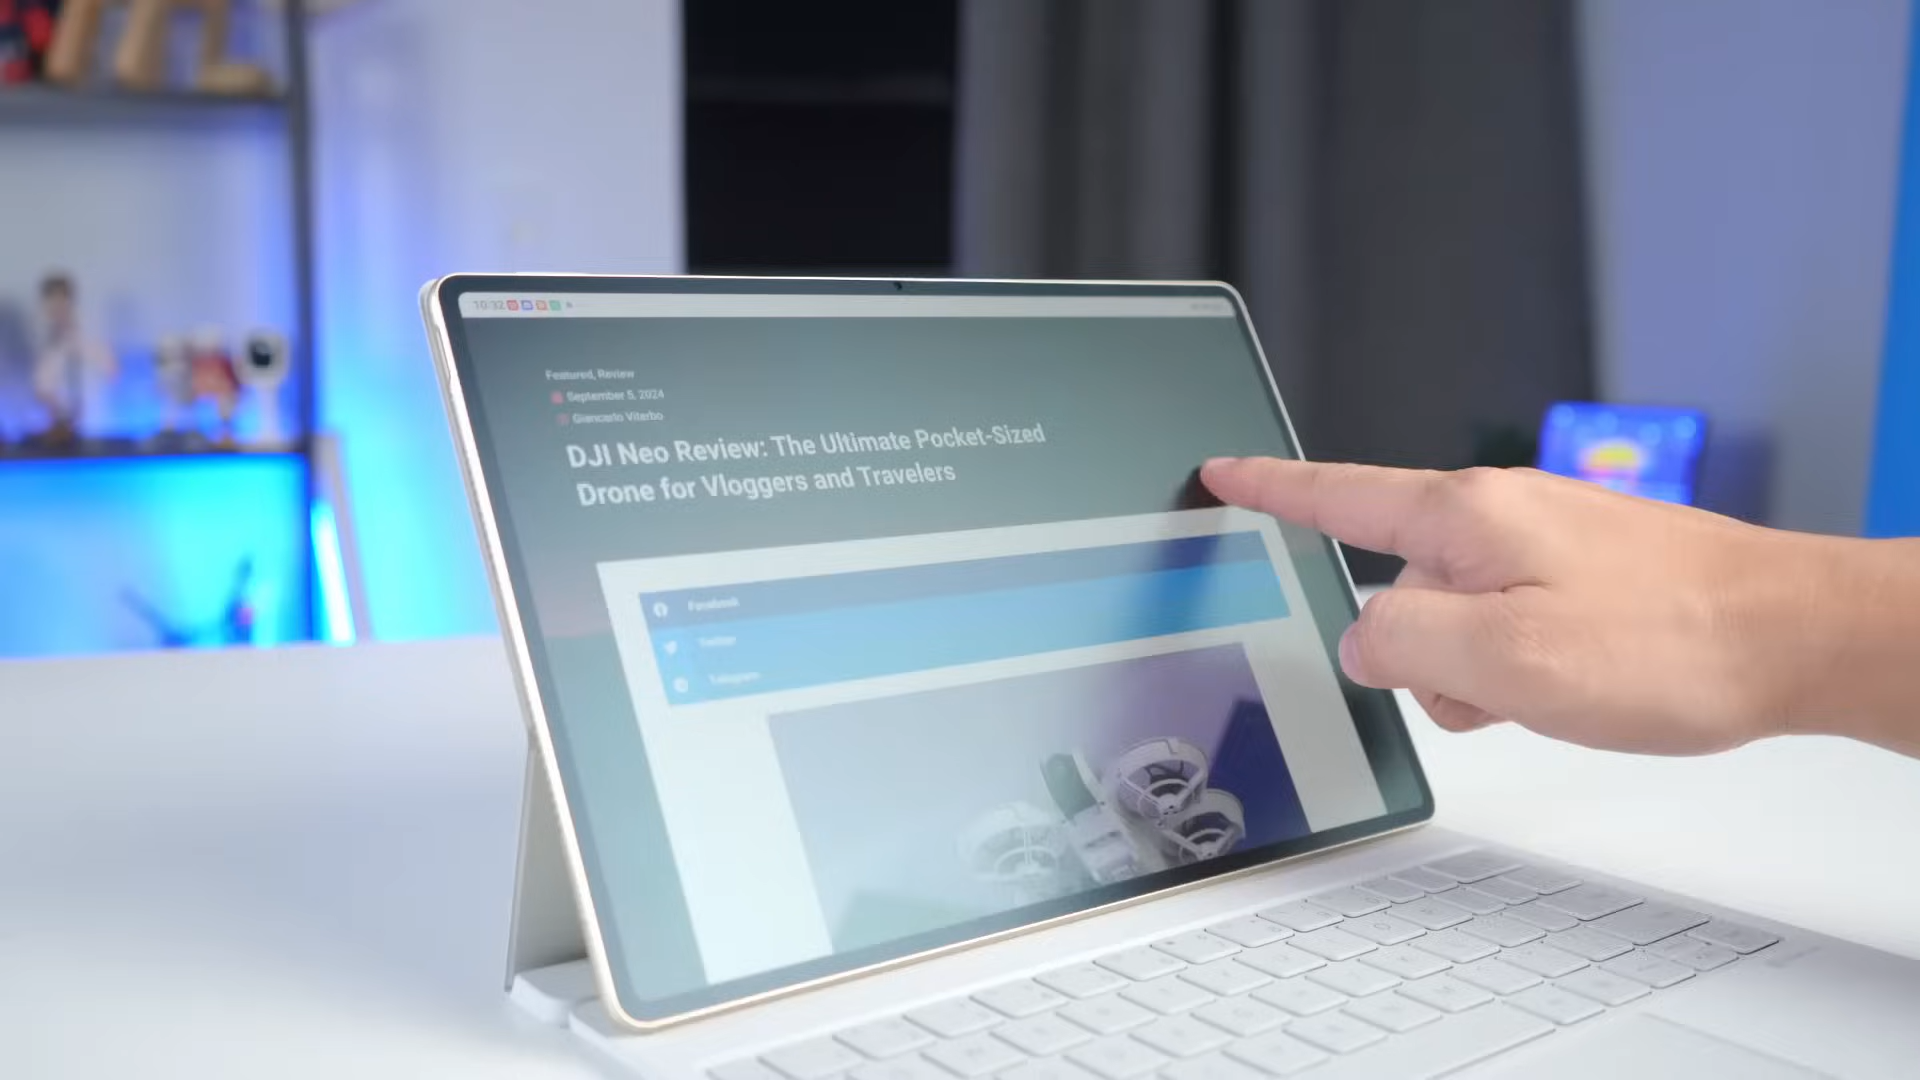 10:32
Featured, Review
September 5, 2024
Giancarlo Viterbo
DJI Neo Review: The Ultimate Pocket-Sized
Drone for Vloggers and Travelers
Facebook
Twitter
Telegram